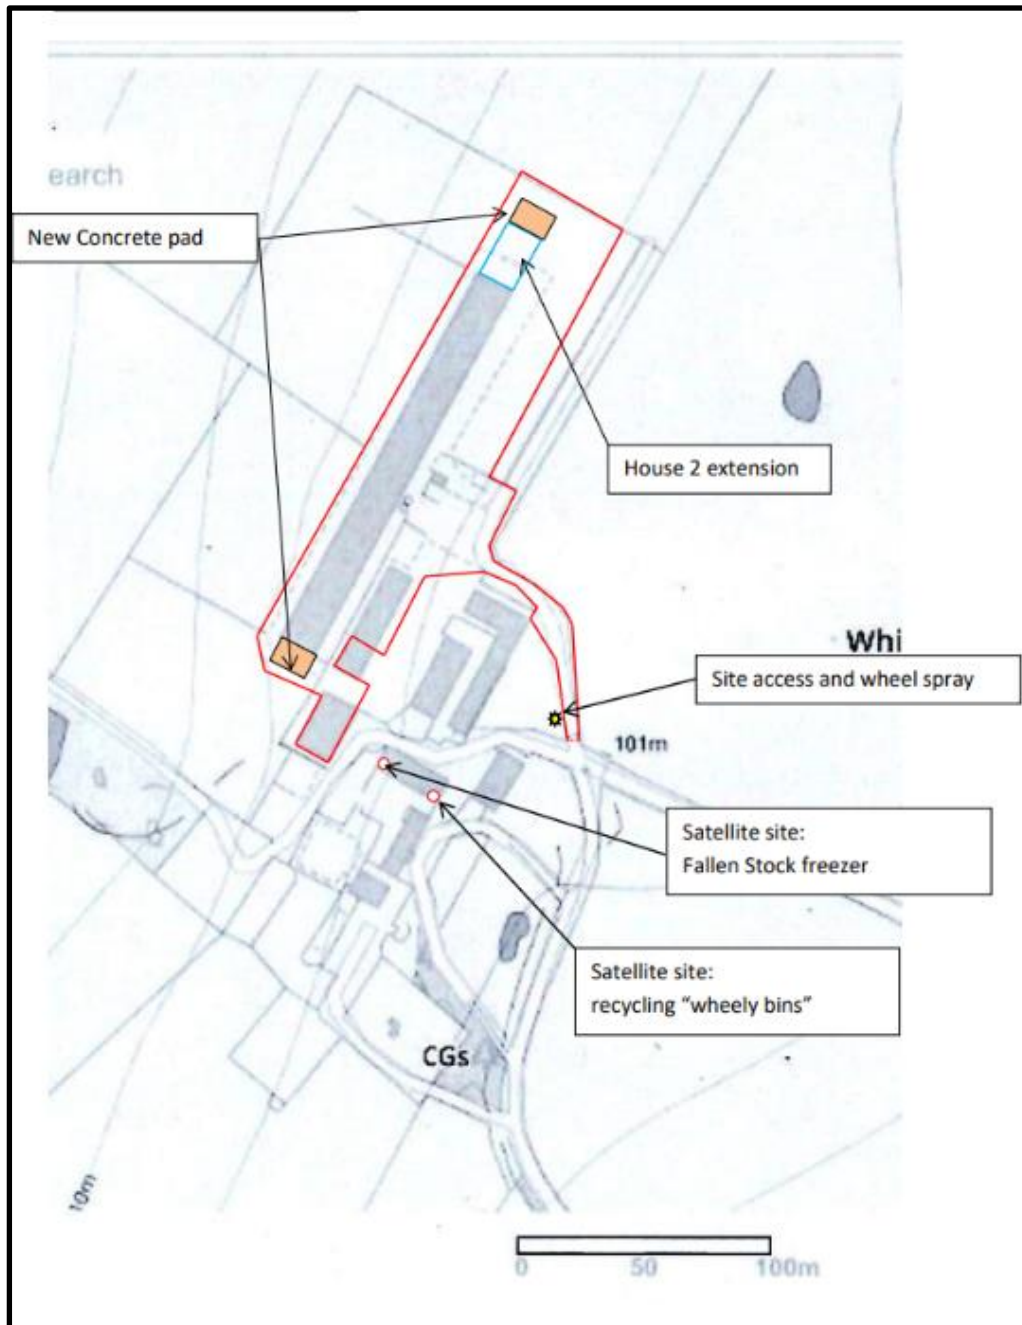 earch
New Concrete pad
House 2 extension
Whi
Site access and wheel spray
101m
Satellite site:
Fallen Stock freezer
Satellite site:
recycling “wheely bins”
CGs
10m
0 50 100m